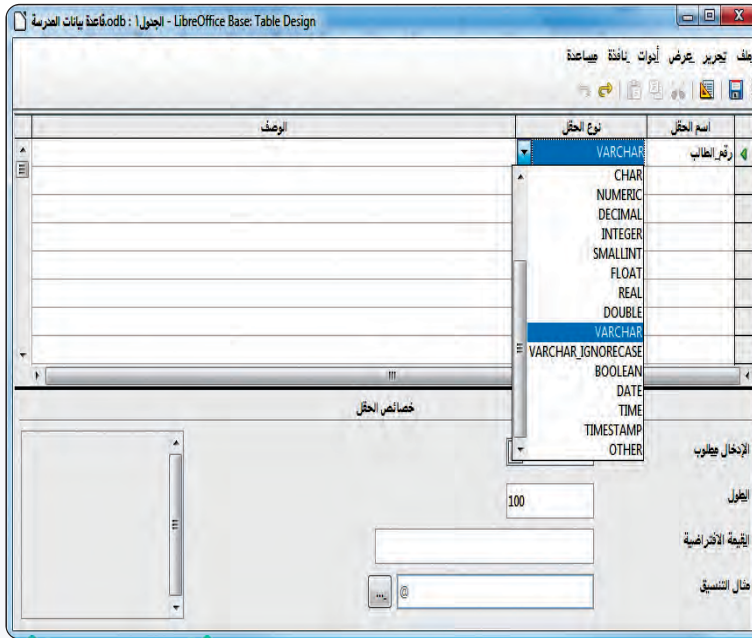 قاعدة بيانات المدرسة.odb : الجدول١ - LibreOffice Base: Table Design
ملف تحرير عرض أدوات نافذة مساعدة
اسم الحقل نوع الحقل الوصف
رقم_الطالب VARCHAR
CHAR
NUMERIC
DECIMAL
INTEGER
SMALLINT
FLOAT
REAL
DOUBLE
VARCHAR
VARCHAR_IGNORECASE
BOOLEAN
DATE
TIME
TIMESTAMP
OTHER
خصائص الحقل
الإدخال مطلوب
الطول 100
القيمة الافتراضية
مثال التنسيق @ ...